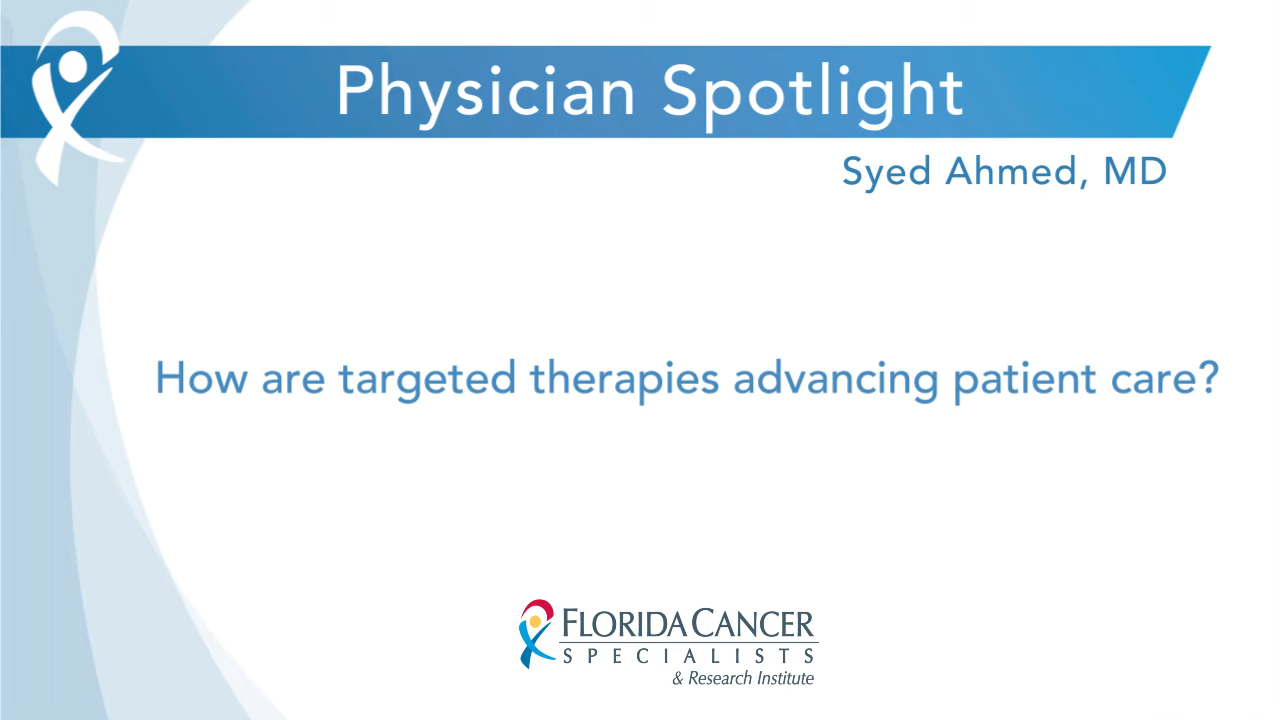 Physician Spotlight
Syed Ahmed, MD
How are targeted therapies advancing patient care?
FLORIDA CANCER
SPECIALISTS
& Research Institute